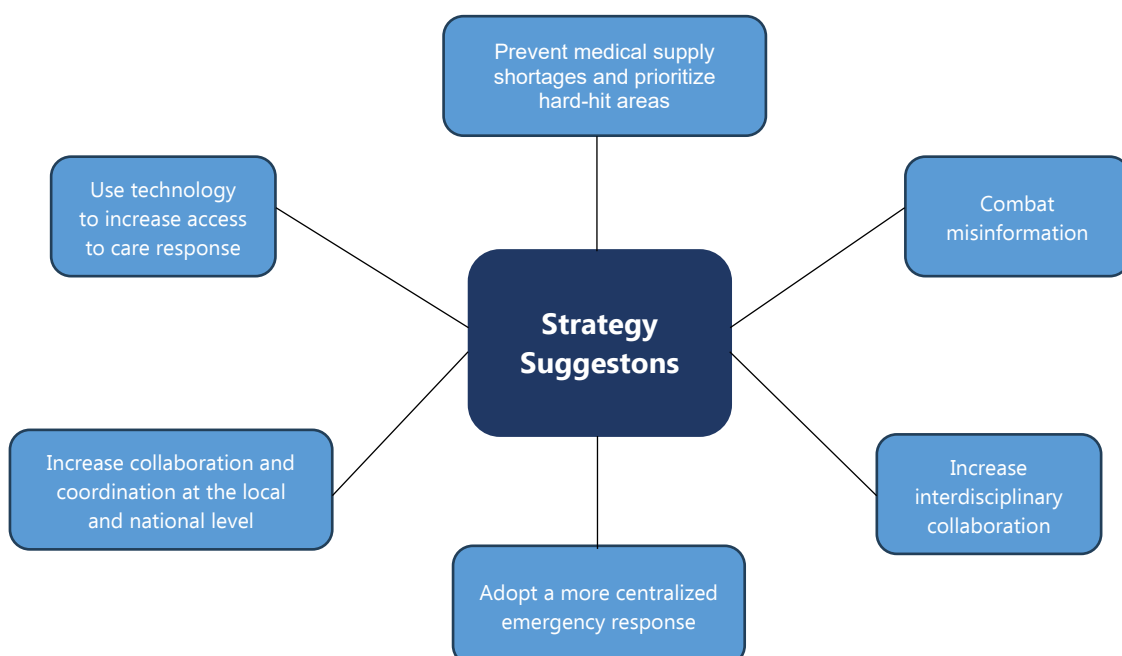 Prevent medical supply
shortages and prioritize
hard-hit areas
Use technology
to increase access
to care response
Combat
misinformation
Strategy
Suggestons
Increase collaboration and
coordination at the local
and national level
Increase
interdisciplinary
collaboration
Adopt a more centralized
emergency response